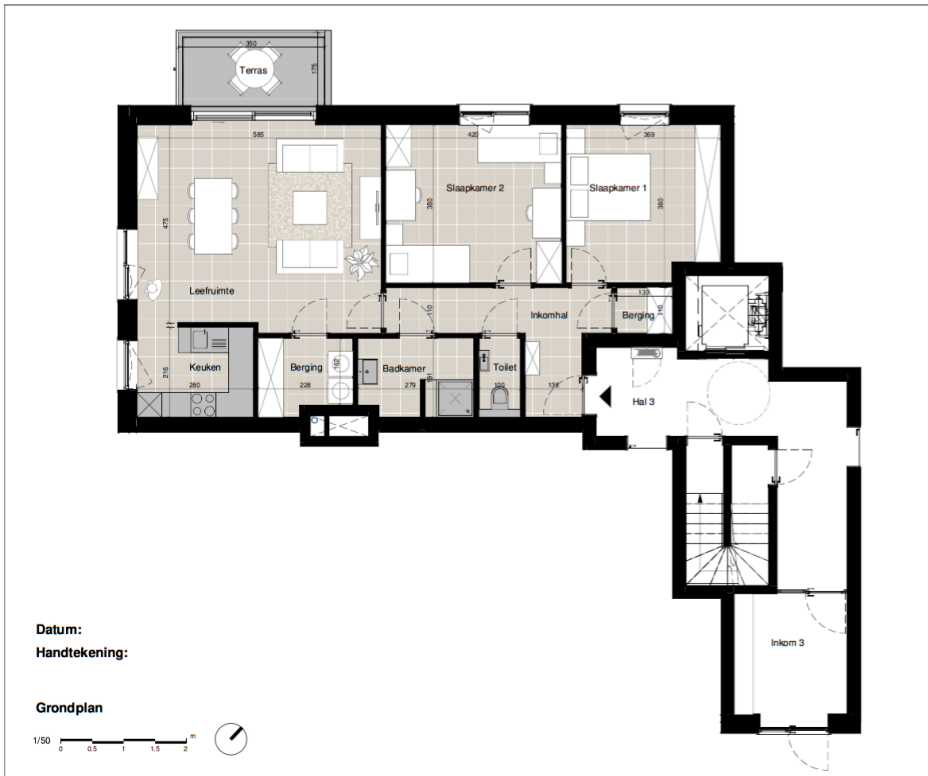 350
Terras
175
585
420
369
Slaapkamer 2
Slaapkamer 1
380
380
475
Leefruimte
110
Inkomhal
133
Berging
110
216
Keuken
280
Berging
162
228
Badkamer
191
279
Toilet
100
138
Hal 3
Inkom 3
Datum:
Handtekening:
Grondplan
1/50
0 0.5 1 1.5 2 m